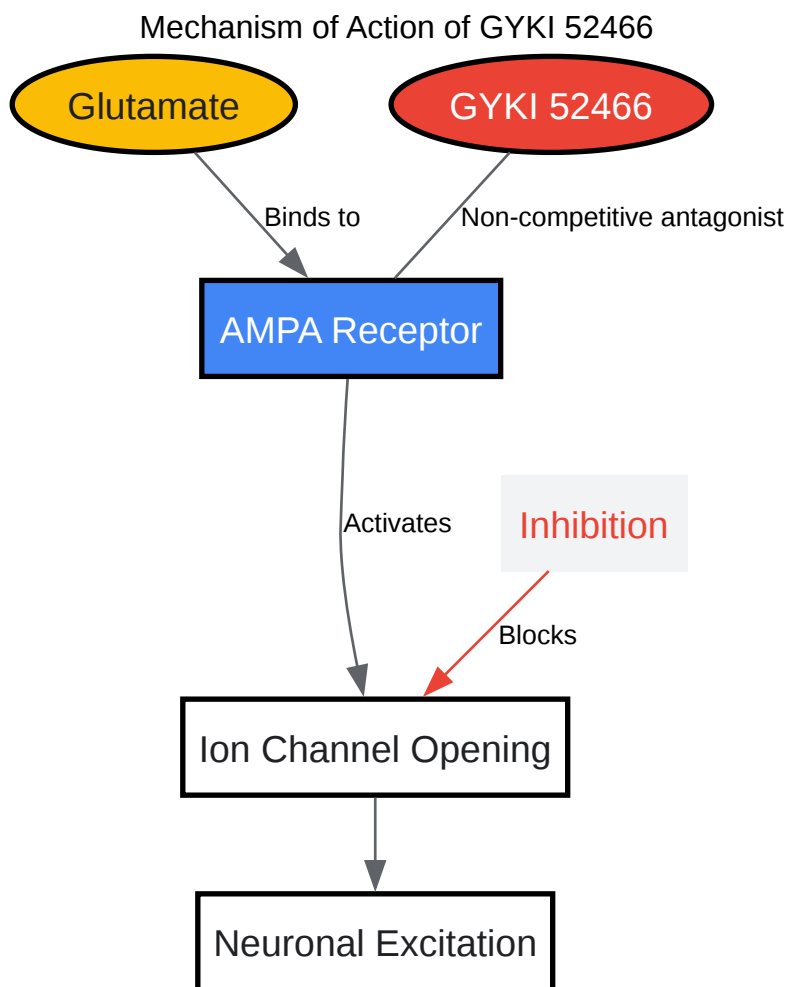 Mechanism of Action of GYKI 52466
Glutamate
GYKI 52466
Binds to
Non-competitive antagonist
AMPA Receptor
Activates
Inhibition
Blocks
Ion Channel Opening
Neuronal Excitation